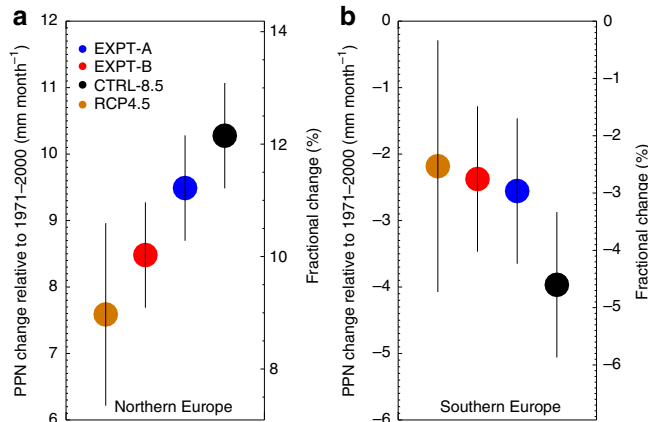 a
PPN change relative to 1971–2000 (mm month⁻¹)
12
11
10
9
8
7
6
EXPT-A
EXPT-B
CTRL-8.5
RCP4.5
Northern Europe
14
12
10
8
Fractional change (%)
b
PPN change relative to 1971–2000 (mm month⁻¹)
−0
−1
−2
−3
−4
−5
−6
Southern Europe
0
−1
−2
−3
−4
−5
−6
Fractional change (%)